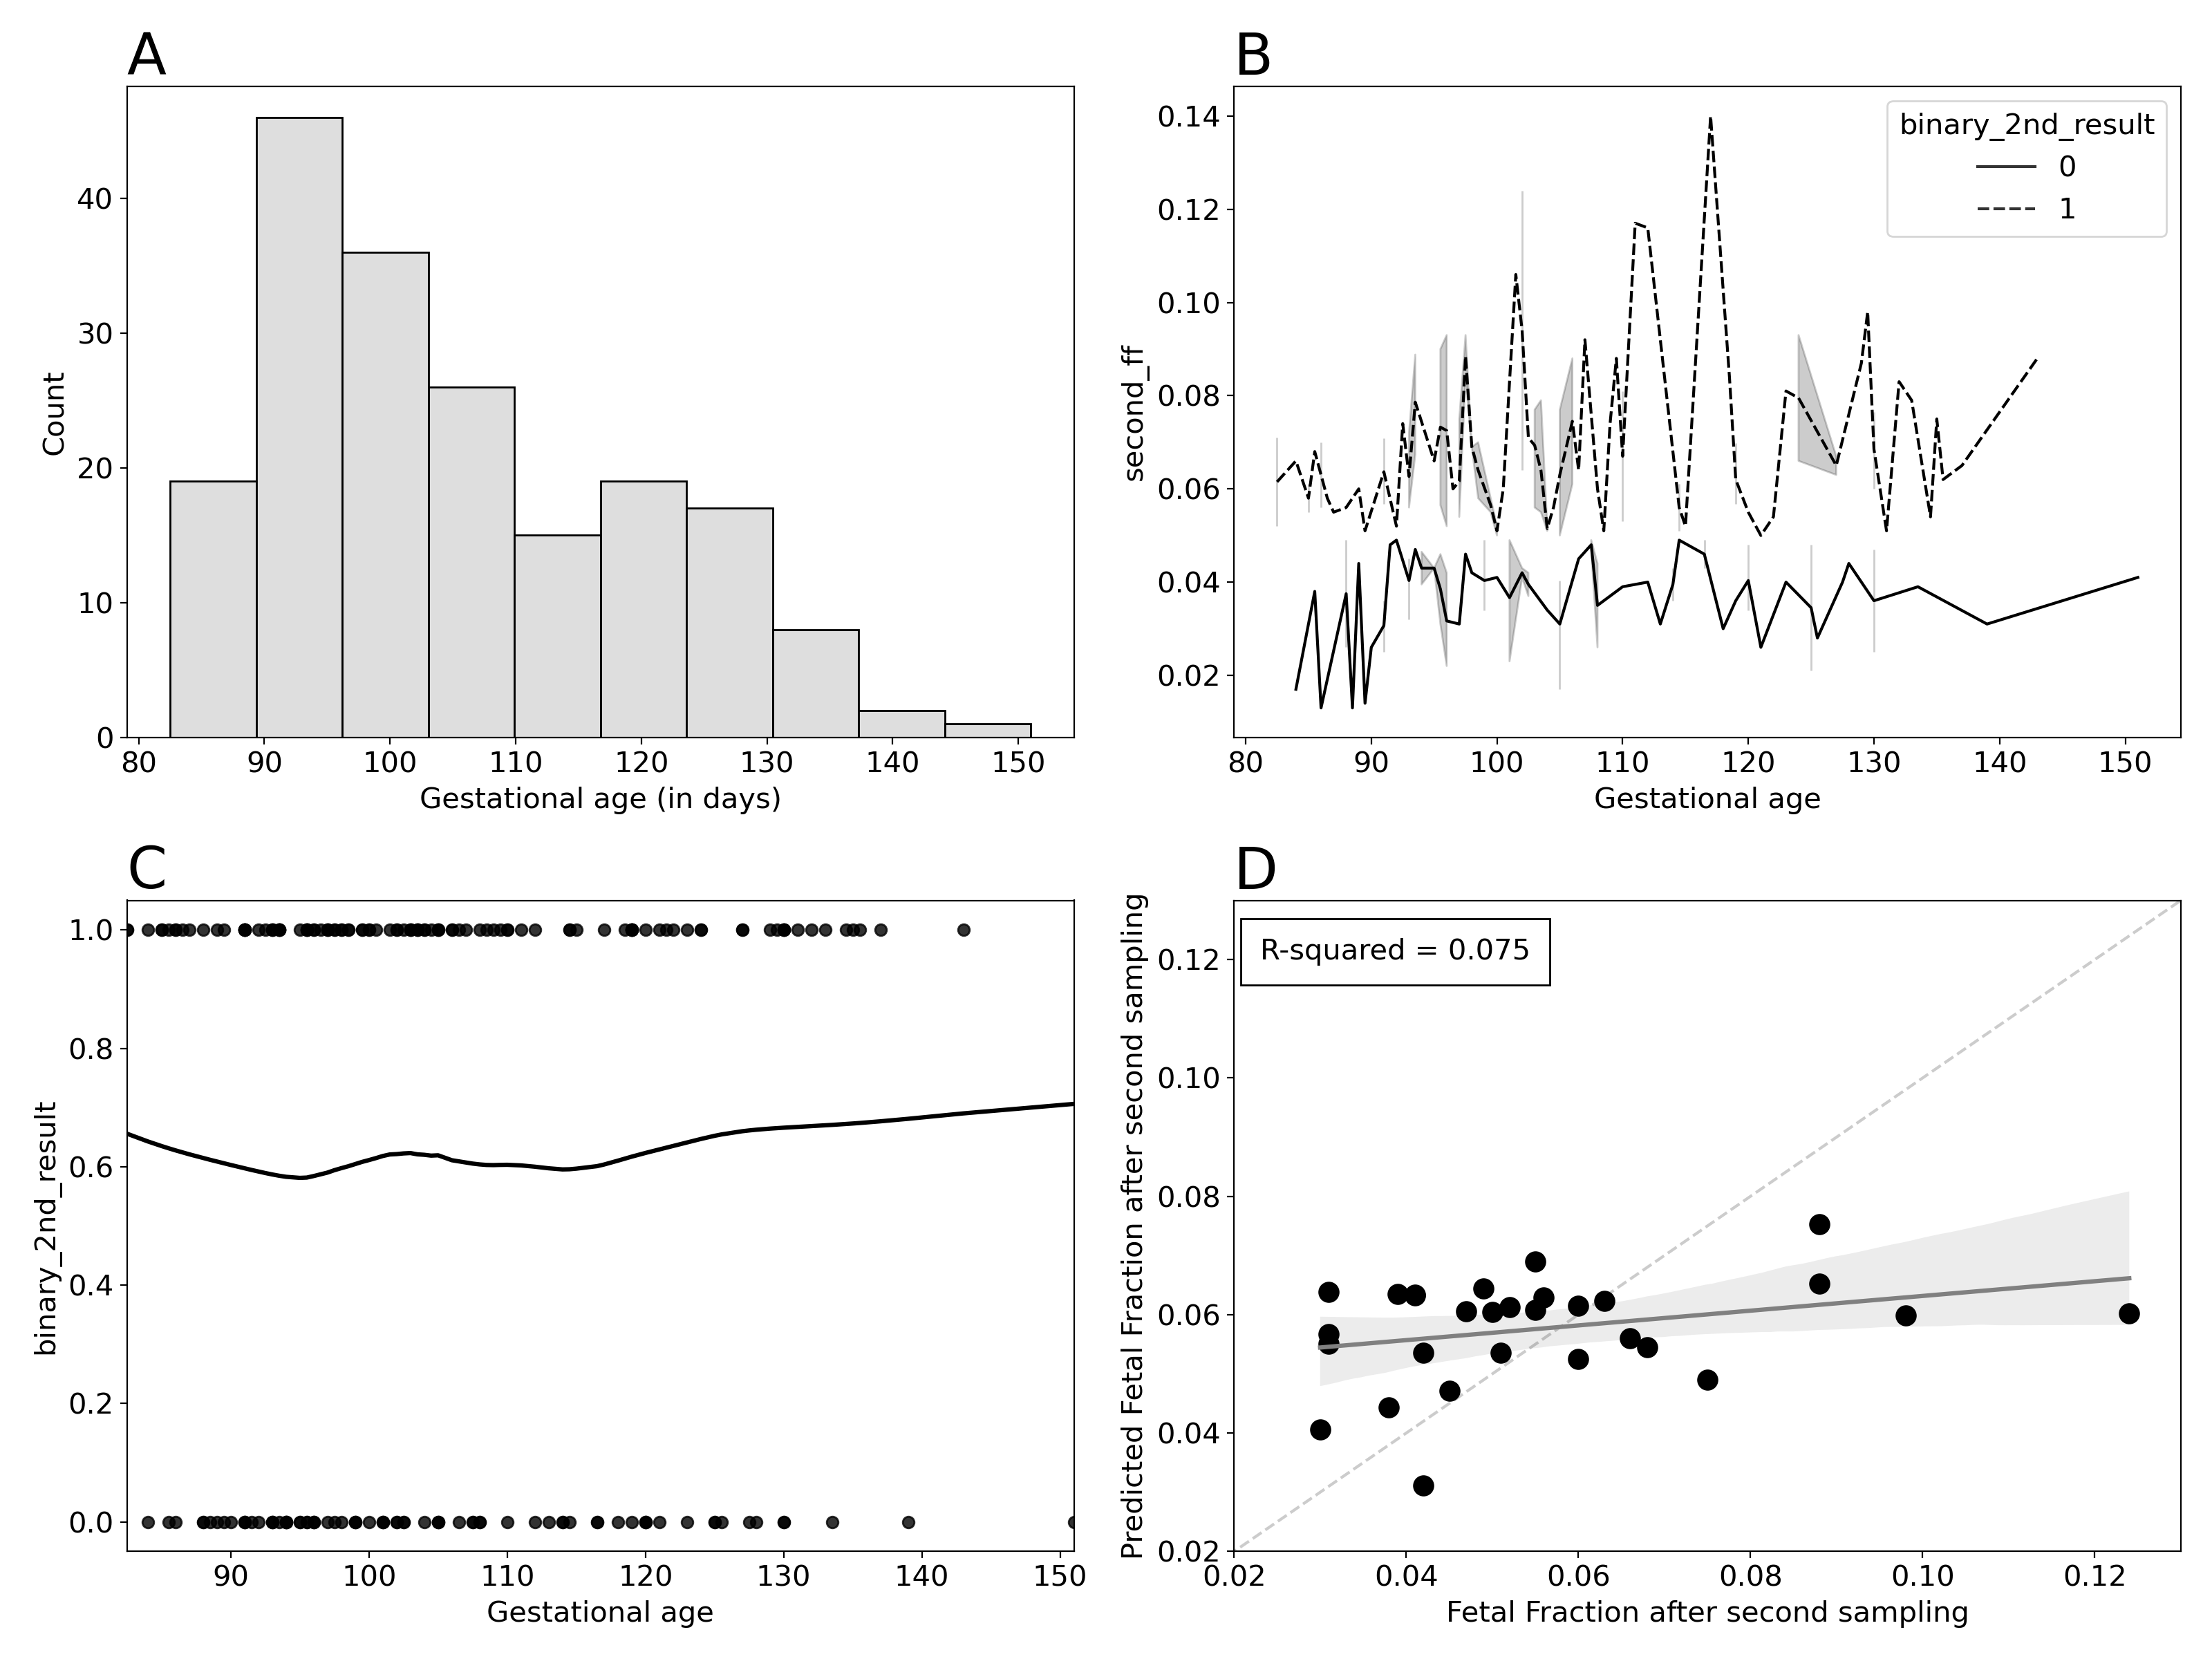 A
40
30
20
10
0
Count
80 90 100 110 120 130 140 150
Gestational age (in days)
B
0.14
0.12
0.10
0.08
0.06
0.04
0.02
second_ff
binary_2nd_result
0
1
80 90 100 110 120 130 140 150
Gestational age
C
1.0
0.8
0.6
0.4
0.2
0.0
binary_2nd_result
90 100 110 120 130 140 150
Gestational age
D
R-squared = 0.075
0.12
0.10
0.08
0.06
0.04
0.02
Predicted Fetal Fraction after second sampling
0.02 0.04 0.06 0.08 0.10 0.12
Fetal Fraction after second sampling